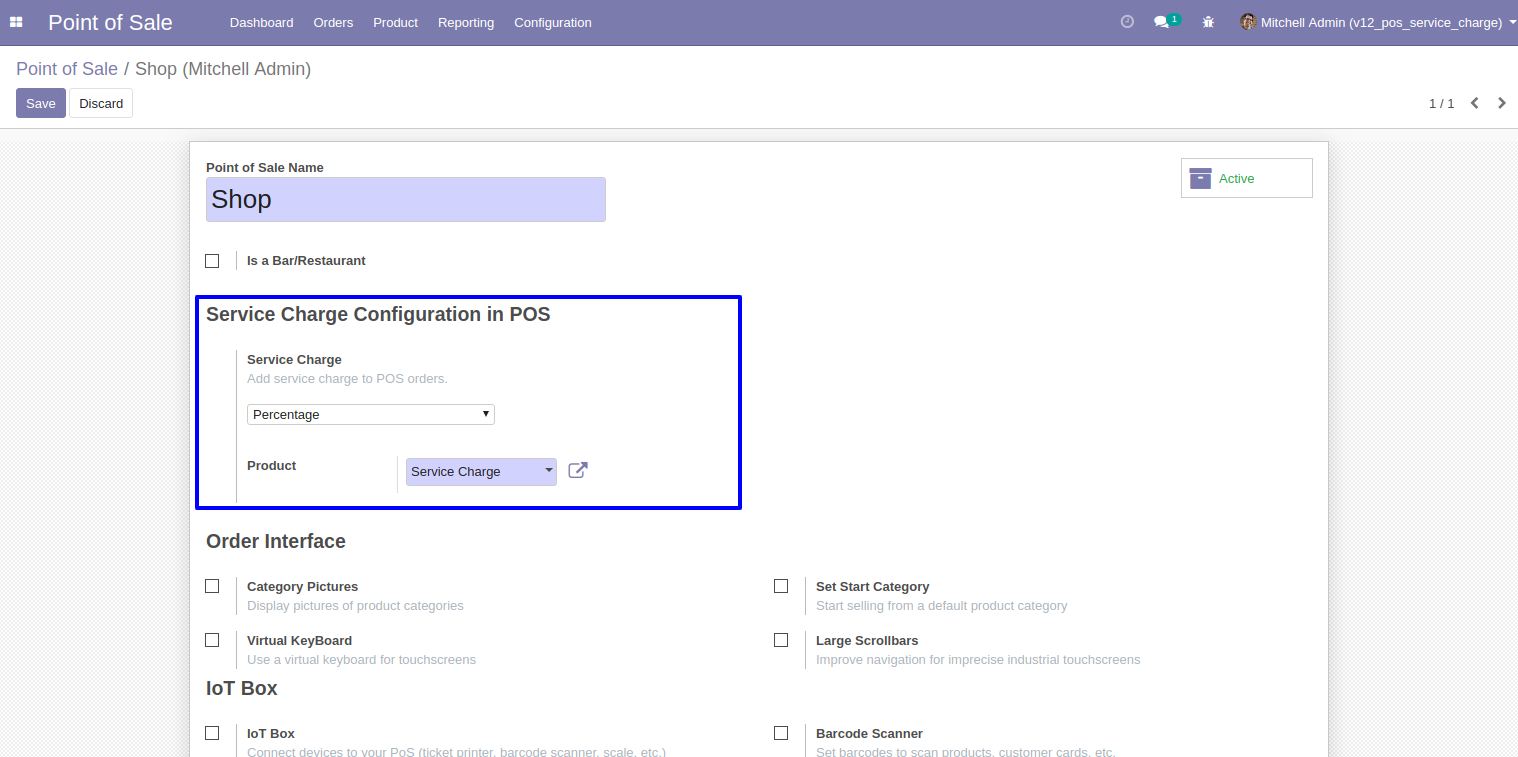 Point of Sale Dashboard Orders Product Reporting Configuration 1 Mitchell Admin (v12_pos_service_charge)
Point of Sale / Shop (Mitchell Admin)
Save Discard 1 / 1
Point of Sale Name
Active
Shop
Is a Bar/Restaurant
Service Charge Configuration in POS
Service Charge
Add service charge to POS orders.
Percentage
Product Service Charge
Order Interface
Category Pictures Set Start Category
Display pictures of product categories Start selling from a default product category
Virtual KeyBoard Large Scrollbars
Use a virtual keyboard for touchscreens Improve navigation for imprecise industrial touchscreens
IoT Box
IoT Box Barcode Scanner
Connect devices to your PoS (ticket printer, barcode scanner, scale, etc.) Set barcodes to scan products, customer cards, etc.